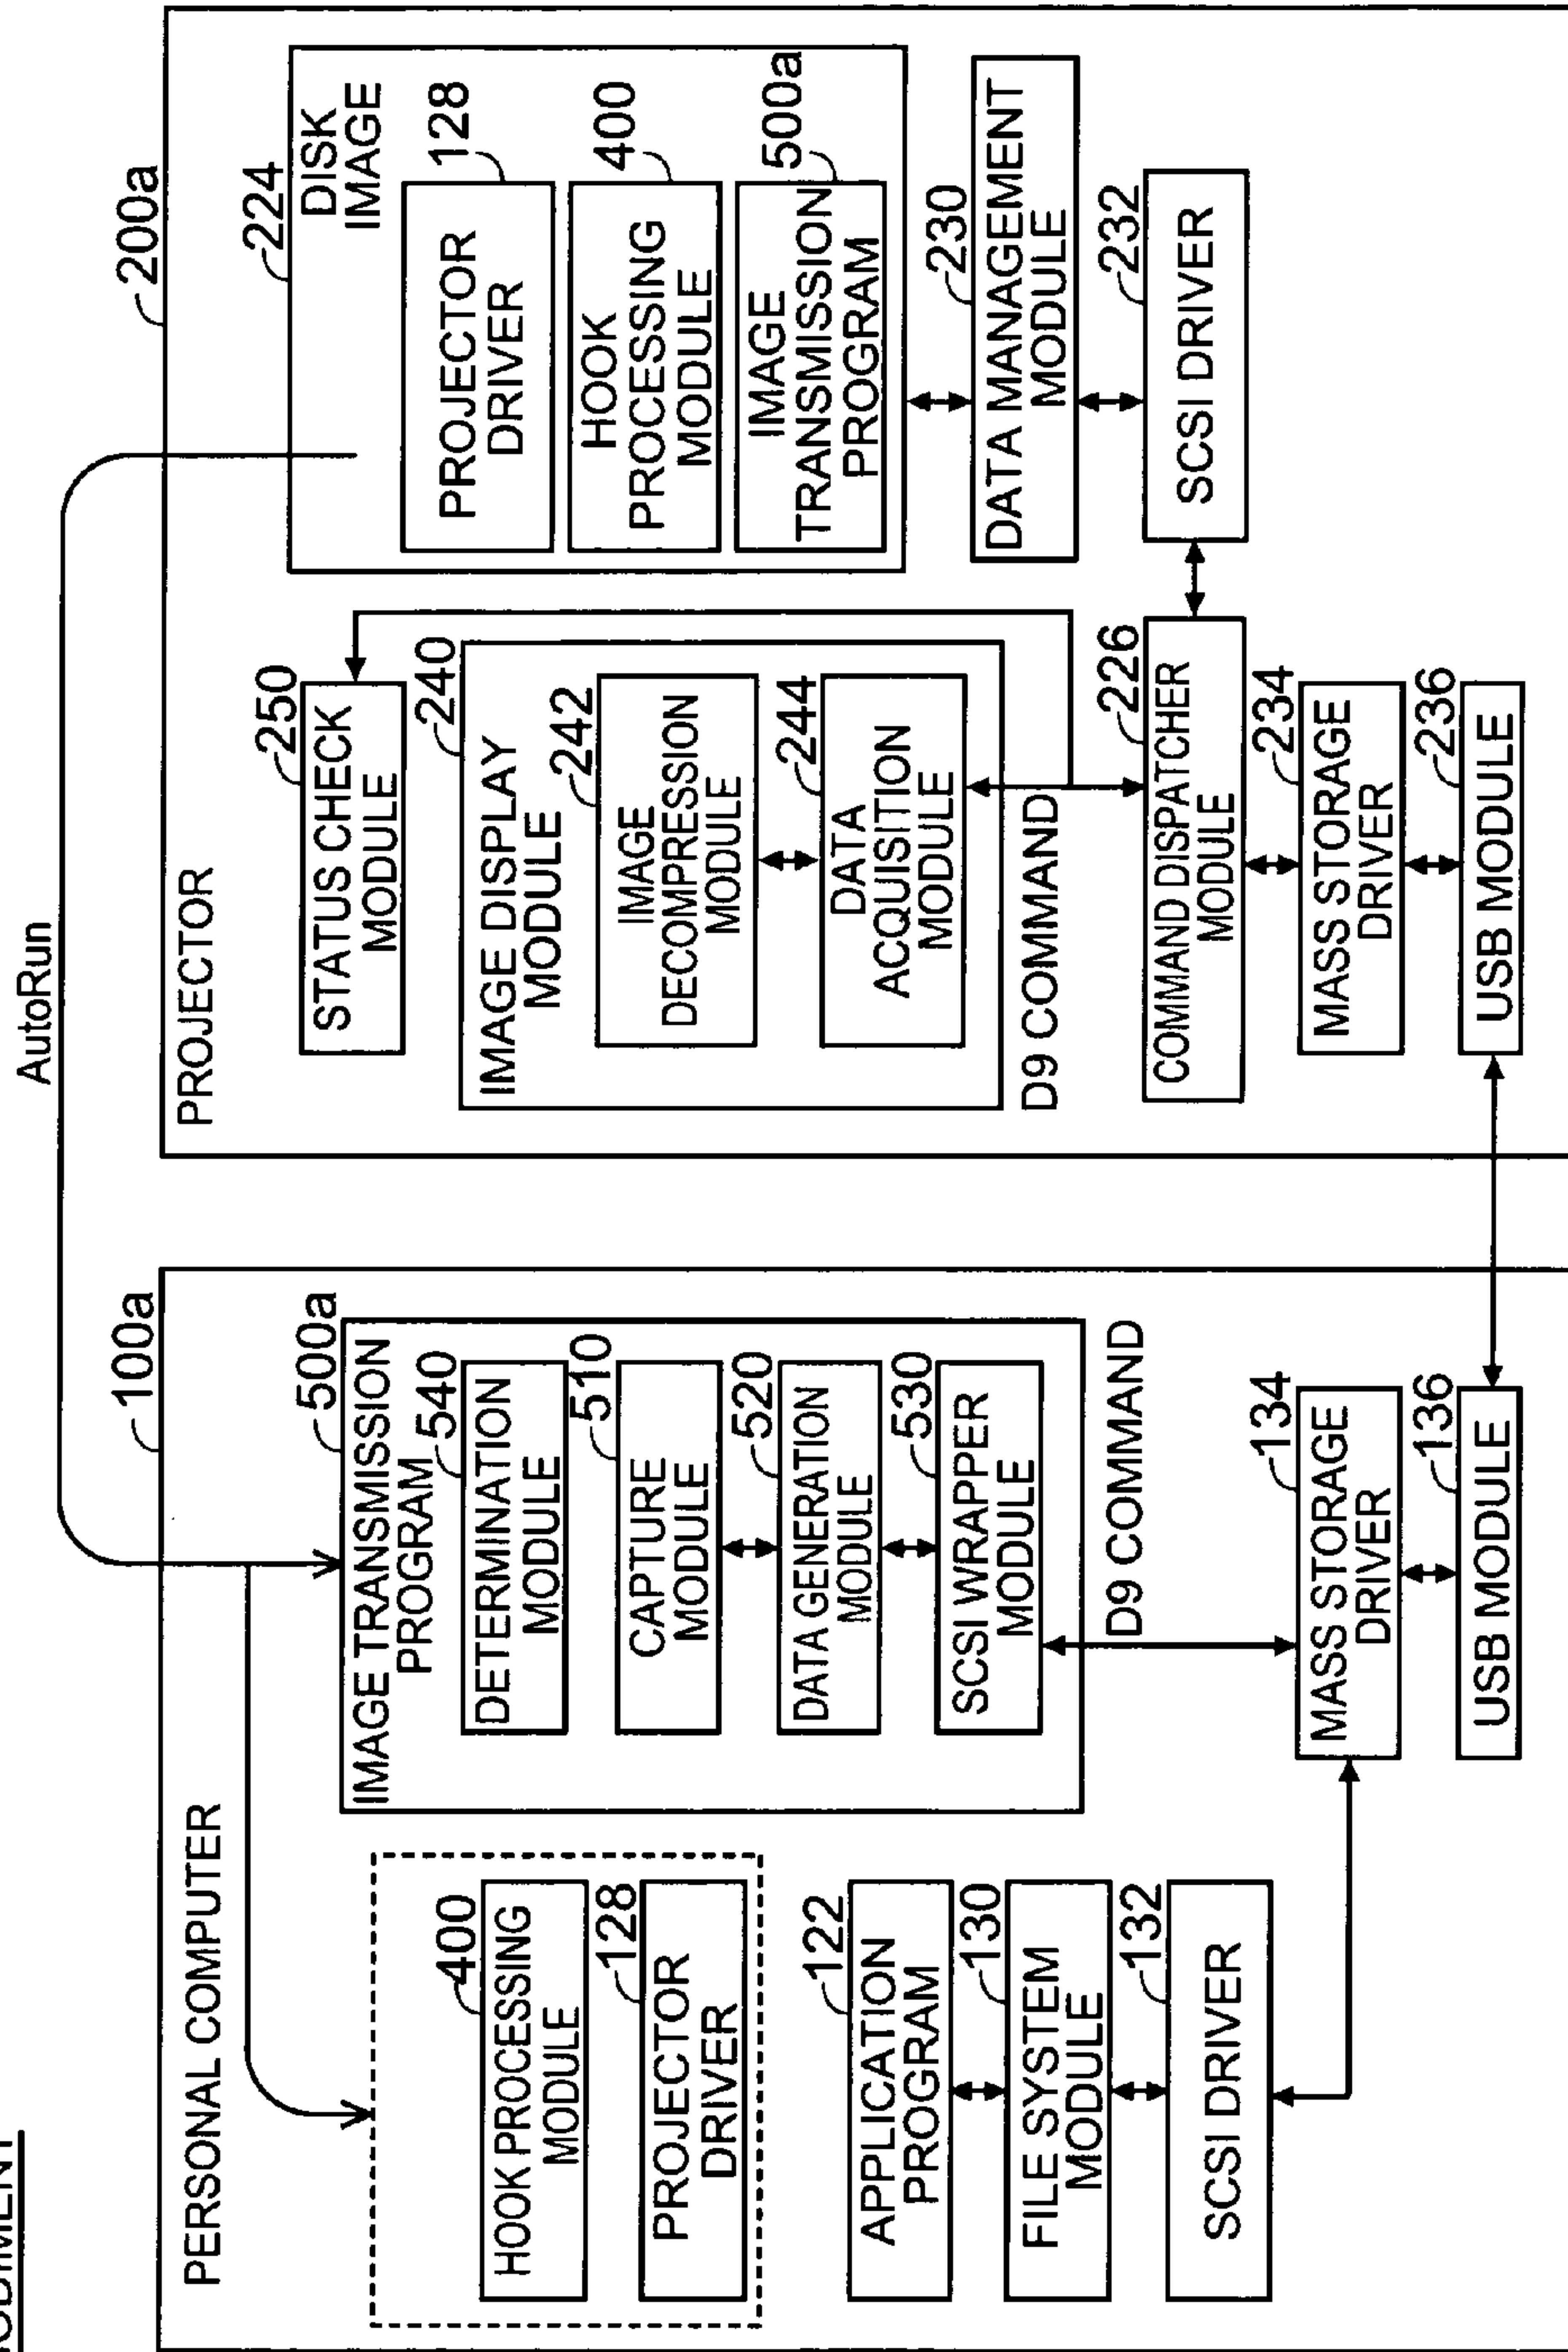 AutoRun
PERSONAL COMPUTER
100a
400
HOOK PROCESSING
MODULE
128
PROJECTOR
DRIVER
122
APPLICATION
PROGRAM
130
FILE SYSTEM
MODULE
132
SCSI DRIVER
500a
IMAGE TRANSMISSION
PROGRAM
540
DETERMINATION
MODULE
510
CAPTURE
MODULE
520
DATA GENERATION
MODULE
530
SCSI WRAPPER
MODULE
D9 COMMAND
134
MASS STORAGE
DRIVER
136
USB MODULE
PROJECTOR
200a
250
STATUS CHECK
MODULE
240
IMAGE DISPLAY
MODULE
242
IMAGE
DECOMPRESSION
MODULE
244
DATA
ACQUISITION
MODULE
D9 COMMAND
226
COMMAND DISPATCHER
MODULE
234
MASS STORAGE
DRIVER
236
USB MODULE
224
DISK
IMAGE
128
PROJECTOR
DRIVER
400
HOOK
PROCESSING
MODULE
500a
IMAGE
TRANSMISSION
PROGRAM
230
DATA MANAGEMENT
MODULE
232
SCSI DRIVER